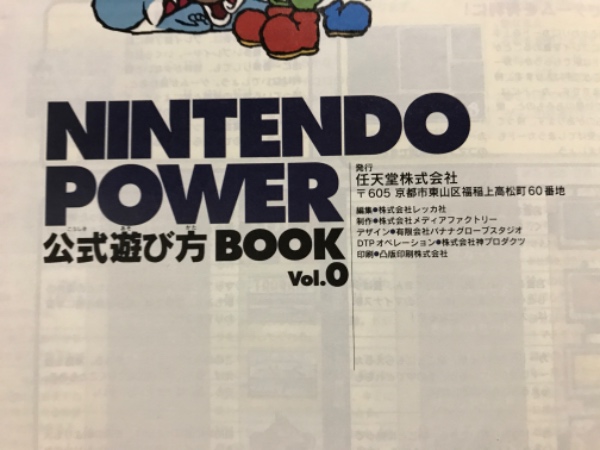 NINTENDO
POWER
公式遊び方BOOK
Vol.0
発行
任天堂株式会社
〒605 京都市東山区福稲上高松町60番地
編集●株式会社レッカ社
制作●株式会社メディアファクトリー
デザイン●有限会社バナナグローブスタジオ
DTPオペレーション●株式会社神プロダクツ
印刷●凸版印刷株式会社